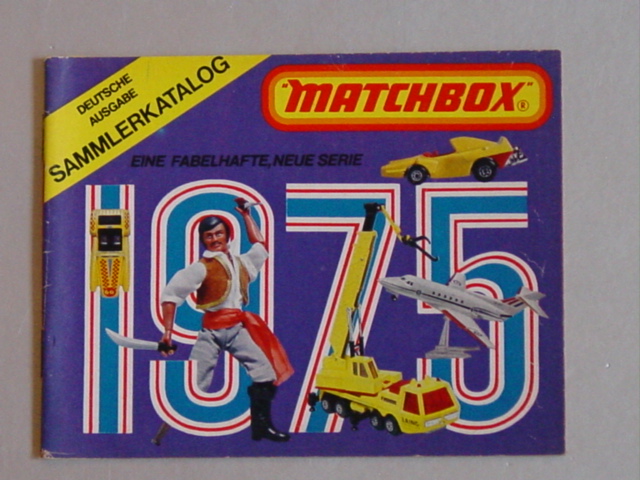 DEUTSCHE
AUSGABE
SAMMLERKATALOG
"MATCHBOX"®
EINE FABELHAFTE, NEUE SERIE
1975